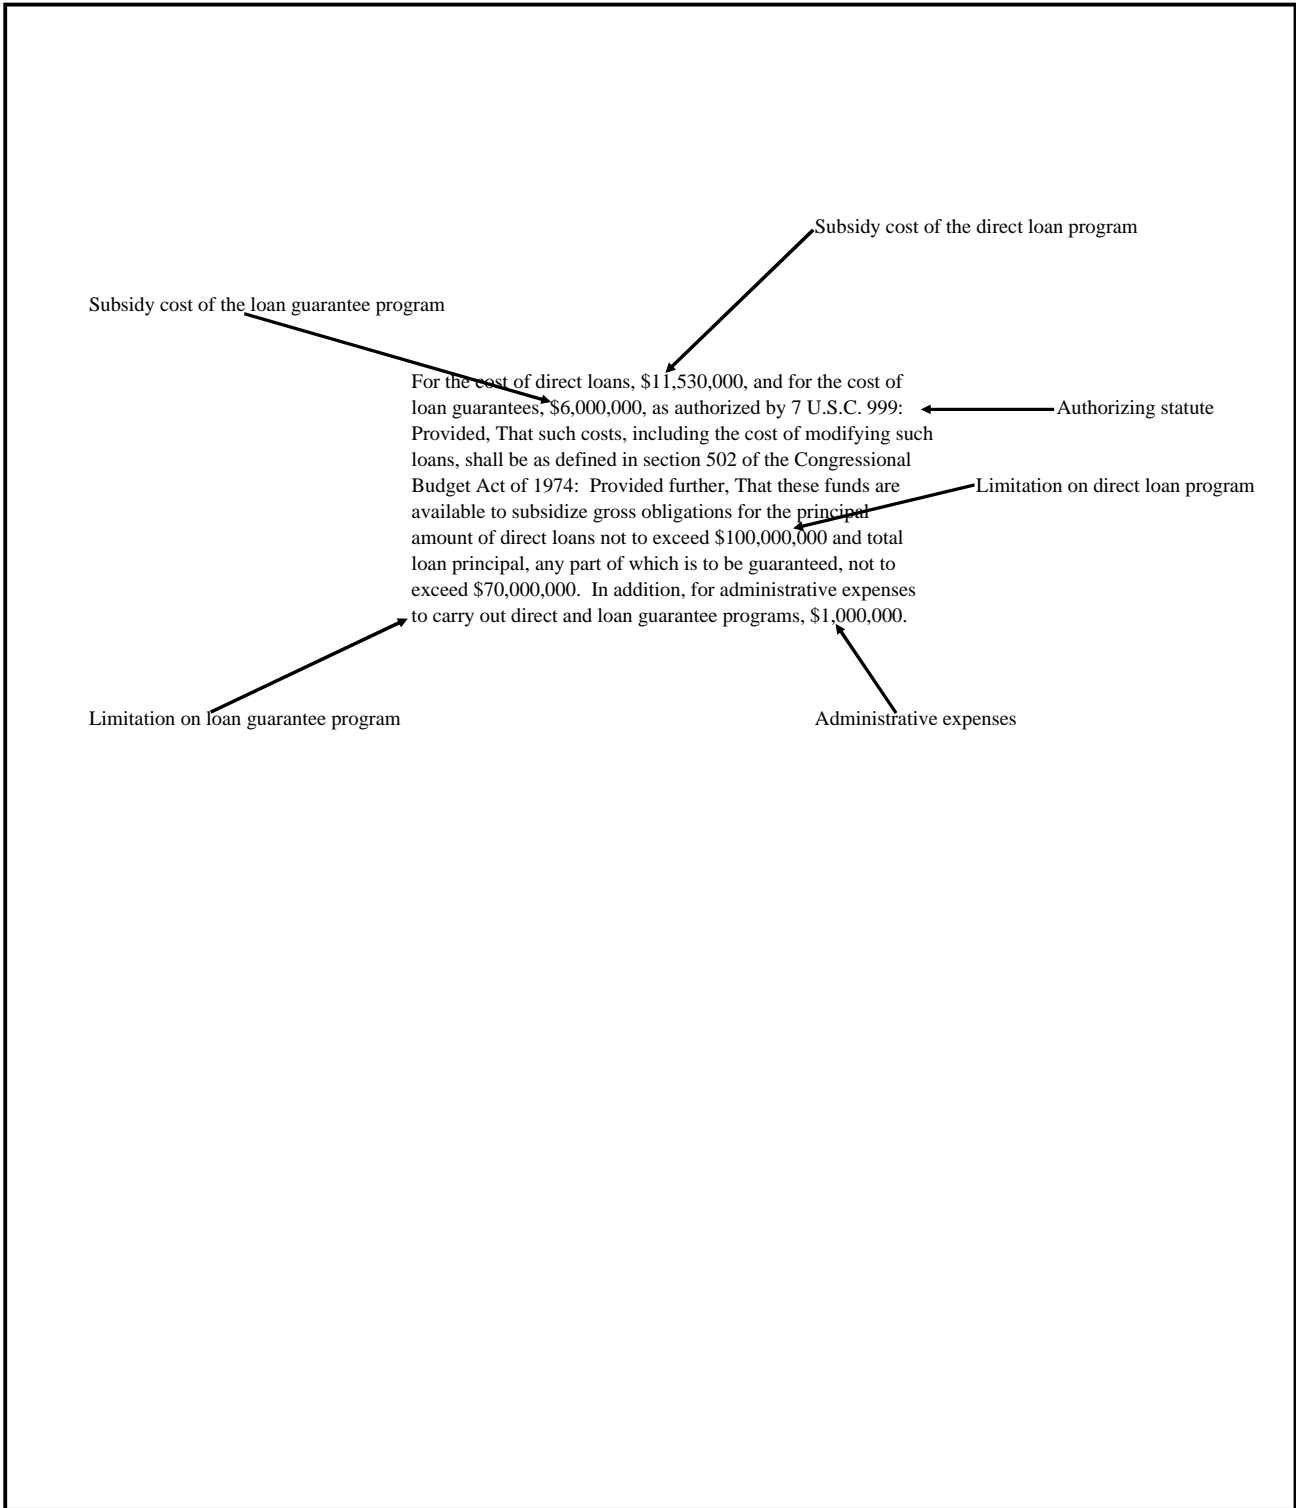 Subsidy cost of the direct loan program
Subsidy cost of the loan guarantee program
For the cost of direct loans, $11,530,000, and for the cost of
loan guarantees, $6,000,000, as authorized by 7 U.S.C. 999:
Authorizing statute
Provided, That such costs, including the cost of modifying such
loans, shall be as defined in section 502 of the Congressional
Budget Act of 1974:  Provided further, That these funds are
Limitation on direct loan program
available to subsidize gross obligations for the principal
amount of direct loans not to exceed $100,000,000 and total
loan principal, any part of which is to be guaranteed, not to
exceed $70,000,000.  In addition, for administrative expenses
to carry out direct and loan guarantee programs, $1,000,000.
Limitation on loan guarantee program
Administrative expenses